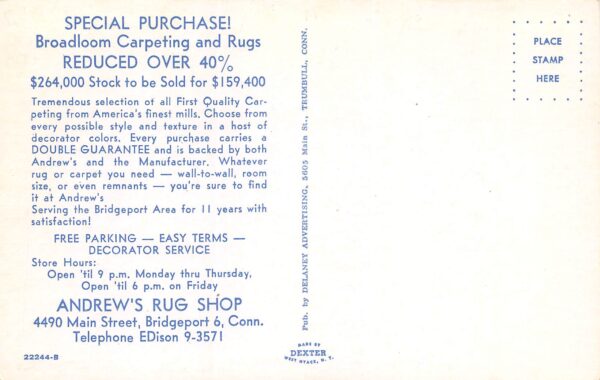 SPECIAL PURCHASE!
Broadloom Carpeting and Rugs
REDUCED OVER 40%
$264,000 Stock to be Sold for $159,400
Tremendous selection of all First Quality Car-
peting from America's finest mills. Choose from
every possible style and texture in a host of
decorator colors. Every purchase carries a
DOUBLE GUARANTEE and is backed by both
Andrew's and the Manufacturer. Whatever
rug or carpet you need — wall-to-wall, room
size, or even remnants — you're sure to find
it at Andrew's
Serving the Bridgeport Area for 11 years with
satisfaction!
FREE PARKING — EASY TERMS —
DECORATOR SERVICE
Store Hours:
Open 'til 9 p.m. Monday thru Thursday,
Open 'til 6 p.m. on Friday
ANDREW'S RUG SHOP
4490 Main Street, Bridgeport 6, Conn.
Telephone EDison 9-3571
22244-B
Pub. by DELANEY ADVERTISING, 5605 Main St., TRUMBULL, CONN.
MADE BY
DEXTER
WEST NYACK, N. Y.
PLACE
STAMP
HERE